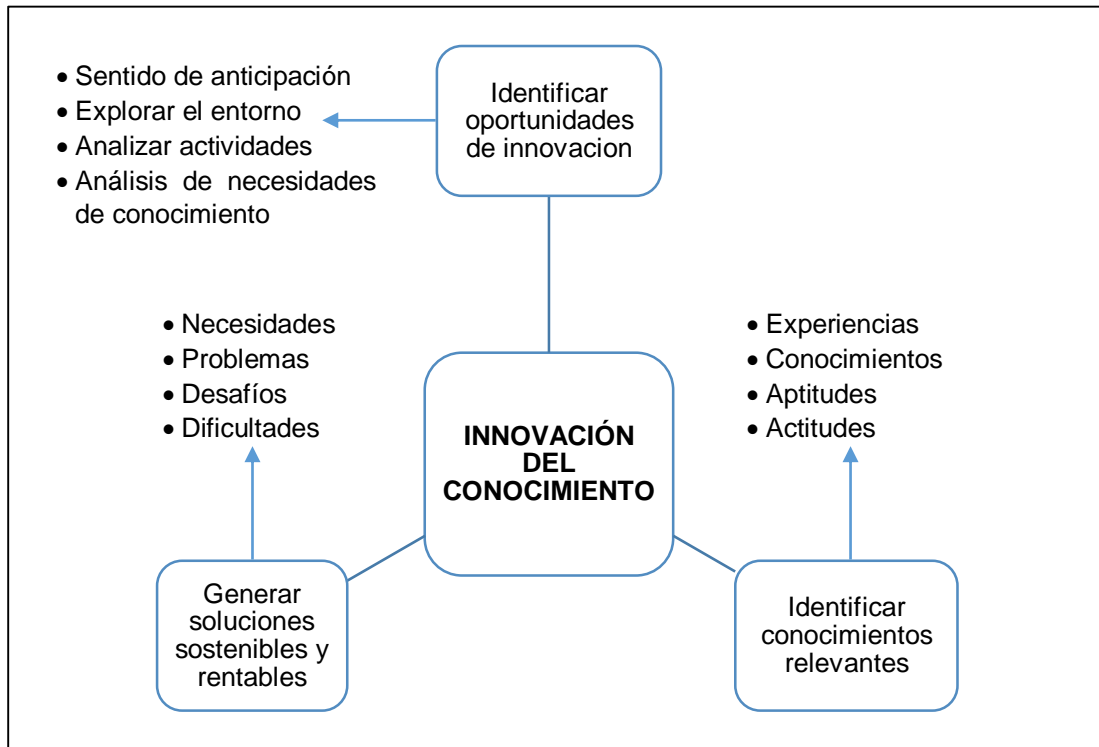 • Sentido de anticipación
• Explorar el entorno
• Analizar actividades
• Análisis de necesidades
de conocimiento
Identificar
oportunidades
de innovacion
• Necesidades
• Problemas
• Desafíos
• Dificultades
• Experiencias
• Conocimientos
• Aptitudes
• Actitudes
INNOVACIÓN
DEL
CONOCIMIENTO
Generar
soluciones
sostenibles y
rentables
Identificar
conocimientos
relevantes